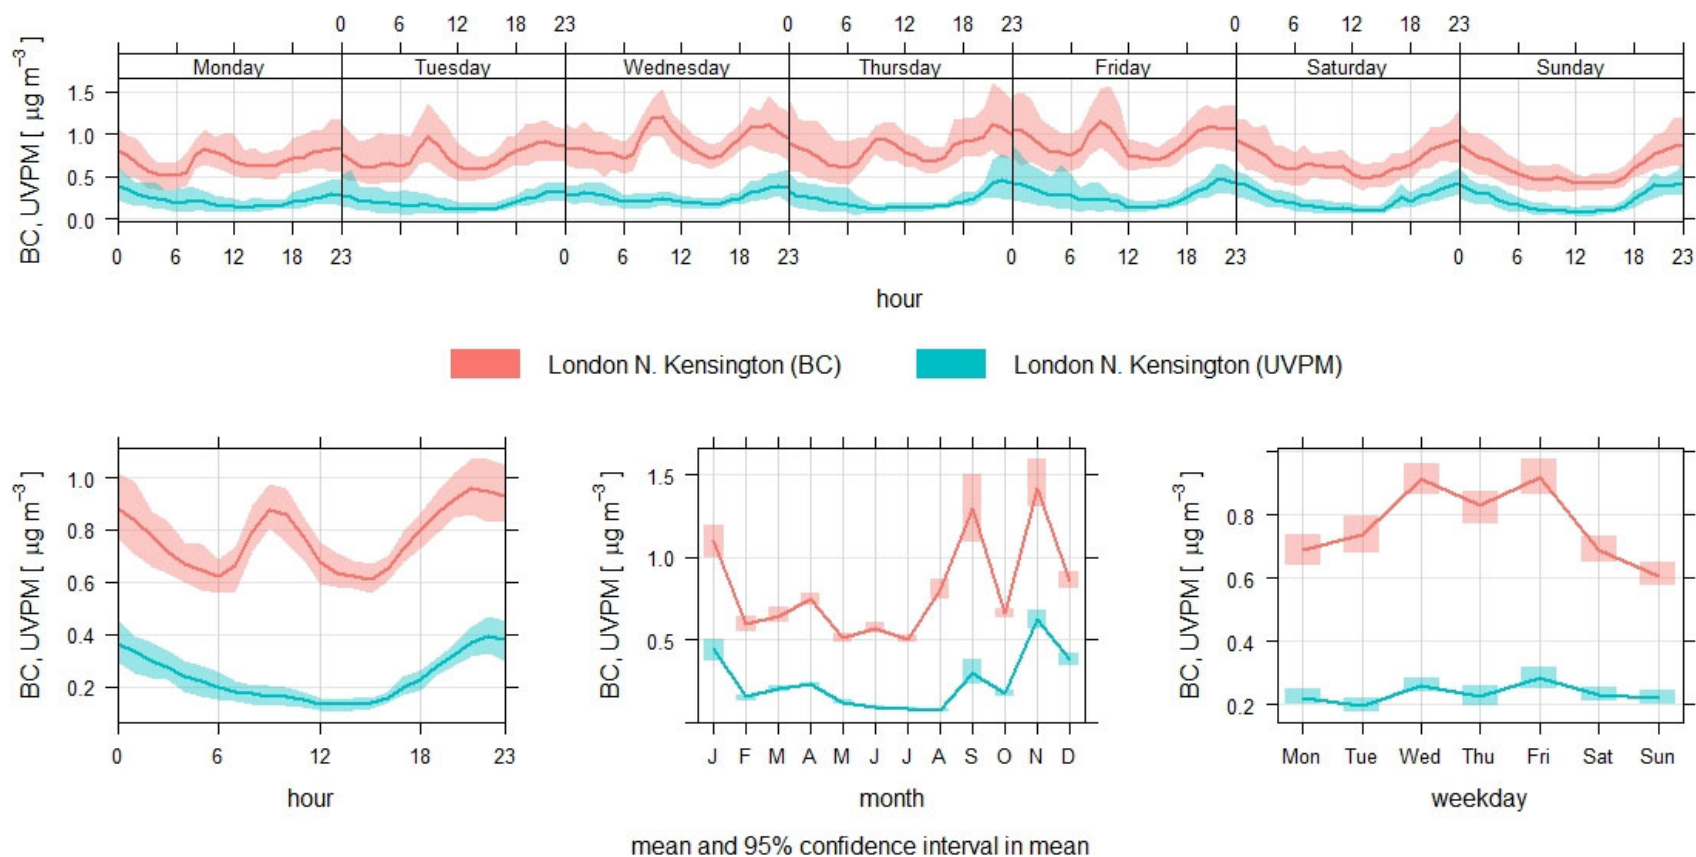 0 6 12 18 23 0 6 12 18 23 0 6 12 18 23
Monday Tuesday Wednesday Thursday Friday Saturday Sunday
BC, UVPM [ µg m−3 ]
1.5
1.0
0.5
0.0
0 6 12 18 23 0 6 12 18 23 0 6 12 18 23 0 6 12 18 23
hour
London N. Kensington (BC) London N. Kensington (UVPM)
BC, UVPM [ µg m−3 ]
1.0
0.8
0.6
0.4
0.2
0 6 12 18 23
hour
BC, UVPM [ µg m−3 ]
1.5
1.0
0.5
J F M A M J J A S O N D
month
BC, UVPM [ µg m−3 ]
0.8
0.6
0.4
0.2
Mon Tue Wed Thu Fri Sat Sun
weekday
mean and 95% confidence interval in mean